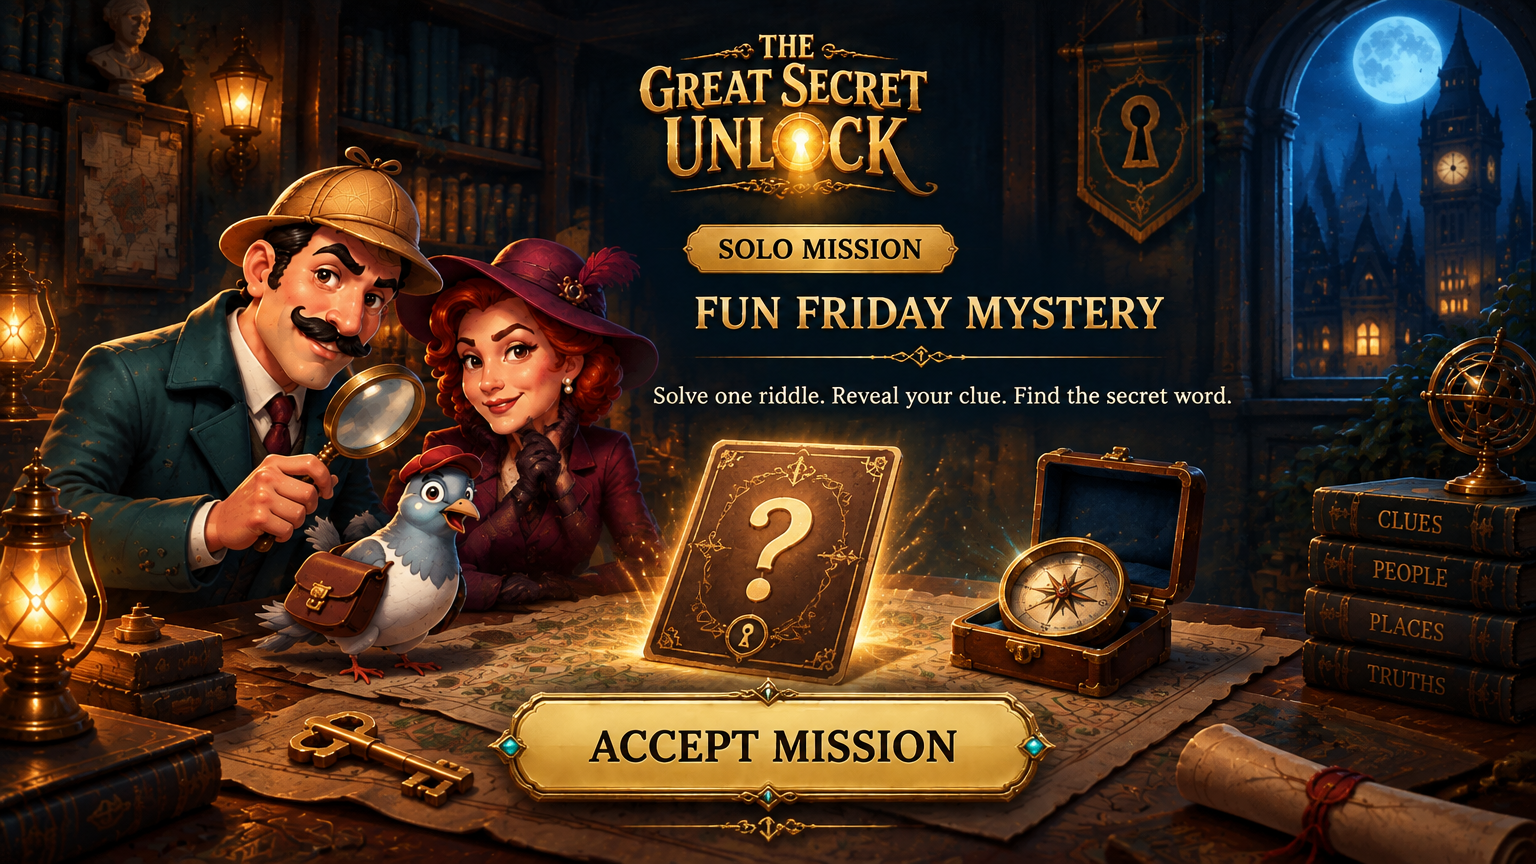 THE
GREAT SECRET
UNLOCK
SOLO MISSION
FUN FRIDAY MYSTERY
Solve one riddle. Reveal your clue. Find the secret word.
?
CLUES
PEOPLE
PLACES
TRUTHS
ACCEPT MISSION